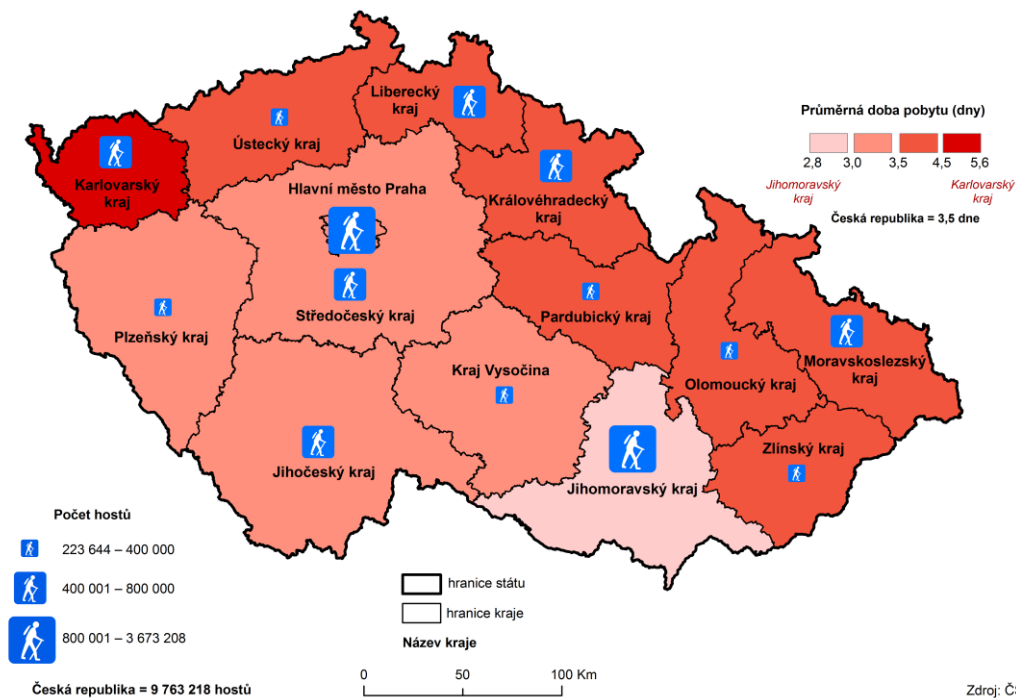 Liberecký
kraj
Ústecký kraj
Karlovarský
kraj
Hlavní město Praha
Královéhradecký
kraj
Středočeský kraj
Plzeňský kraj
Pardubický kraj
Kraj Vysočina
Olomoucký kraj
Moravskoslezský
kraj
Jihočeský kraj
Jihomoravský kraj
Zlínský kraj
Průměrná doba pobytu (dny)
2,8 3,0 3,5 4,5 5,6
Jihomoravský
kraj
Karlovarský
kraj
Česká republika = 3,5 dne
Počet hostů
223 644 – 400 000
400 001 – 800 000
800 001 – 3 673 208
Česká republika = 9 763 218 hostů
hranice státu
hranice kraje
Název kraje
0 50 100 Km
Zdroj: